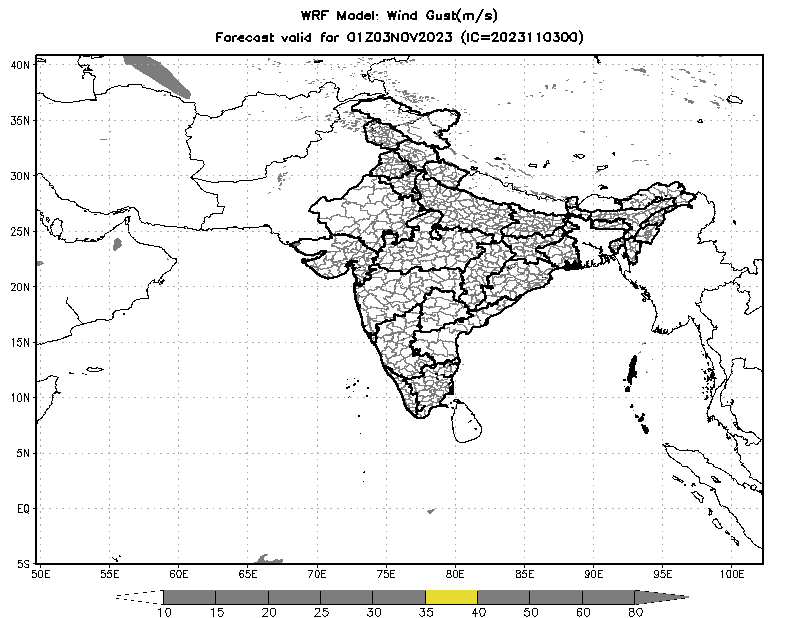 WRF Model: Wind Gust(m/s)
Forecast valid for 01Z03NOV2023 (IC=2023110300)
40N
35N
30N
25N
20N
15N
10N
5N
EQ
5S
50E 55E 60E 65E 70E 75E 80E 85E 90E 95E 100E
10 15 20 25 30 35 40 50 60 80